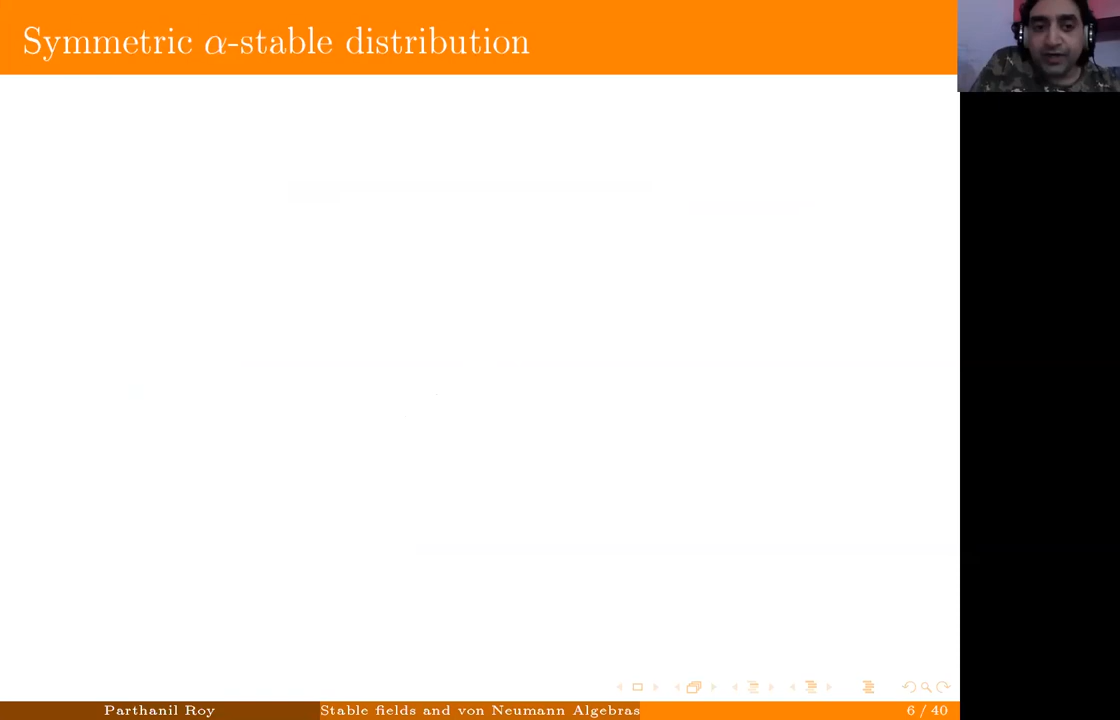 Symmetric α-stable distribution
Parthanil Roy
Stable fields and von Neumann Algebras
6 / 40